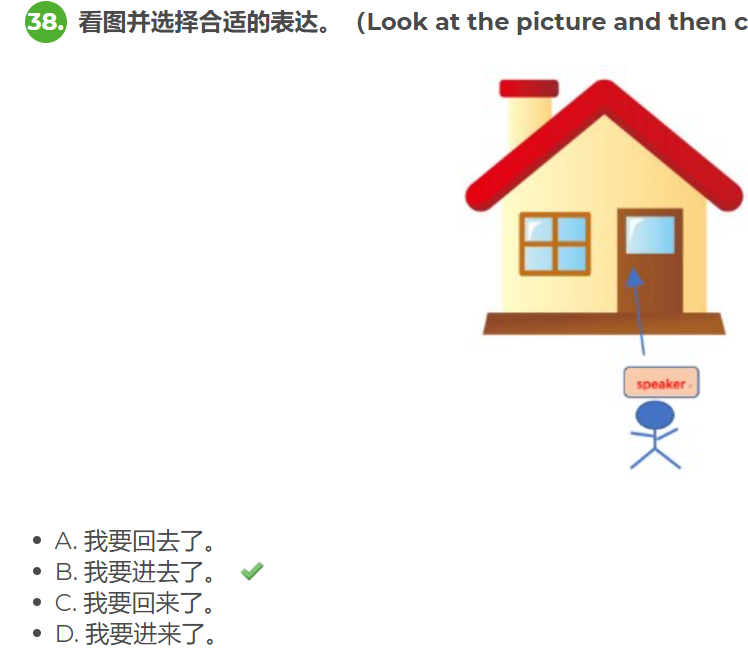 38. 看图并选择合适的表达。（Look at the picture and then c
speaker
A. 我要回去了。
B. 我要进去了。
C. 我要回来了。
D. 我要进来了。